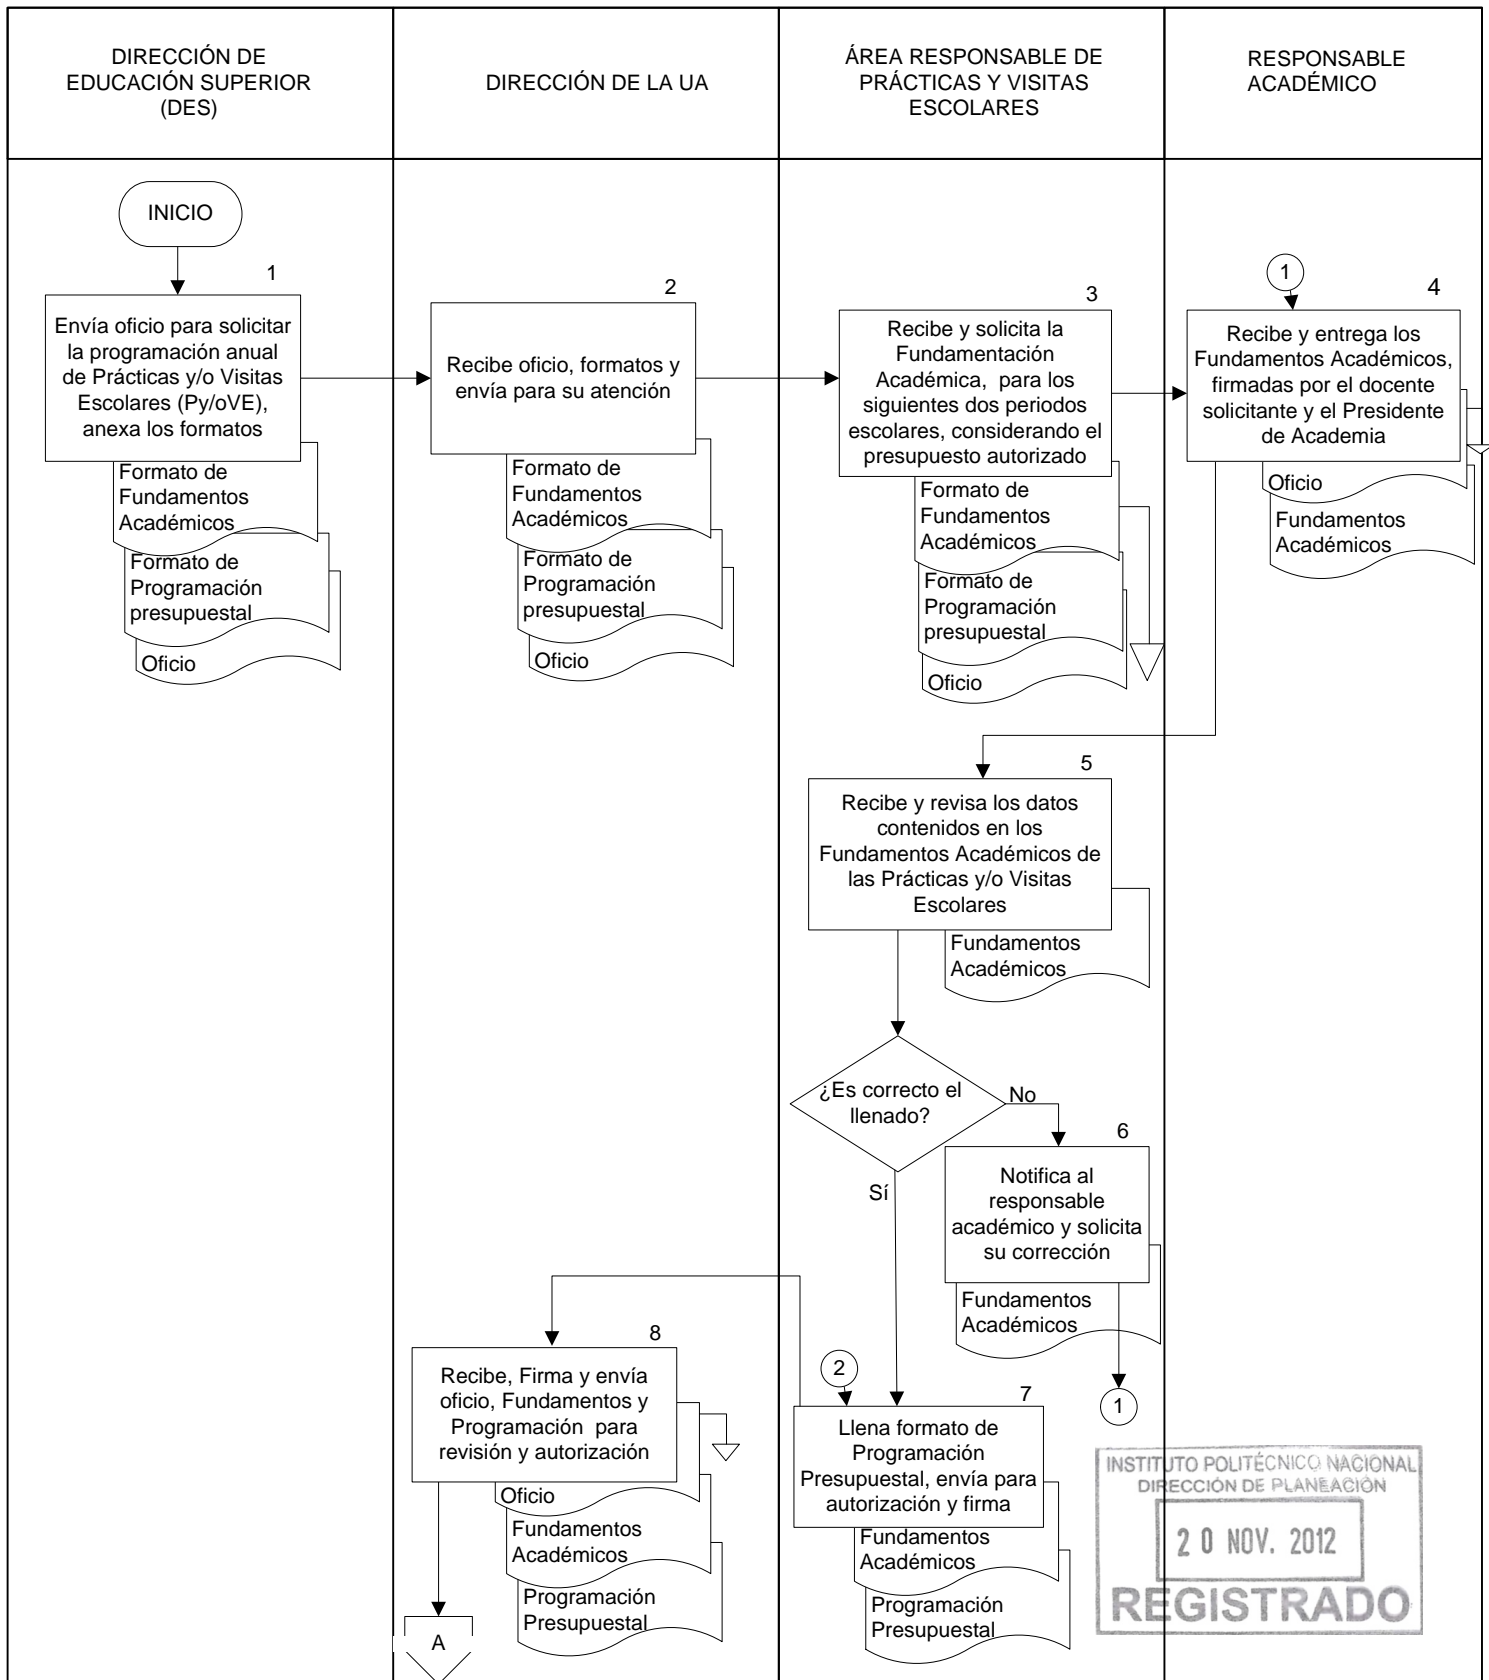 DIRECCIÓN DE
EDUCACIÓN SUPERIOR
(DES)
DIRECCIÓN DE LA UA
ÁREA RESPONSABLE DE
PRÁCTICAS Y VISITAS
ESCOLARES
RESPONSABLE
ACADÉMICO
INICIO
1
Envía oficio para solicitar
la programación anual
de Prácticas y/o Visitas
Escolares (Py/oVE),
anexa los formatos
Formato de
Fundamentos
Académicos
Formato de
Programación
presupuestal
Oficio
2
Recibe oficio, formatos y
envía para su atención
Formato de
Fundamentos
Académicos
Formato de
Programación
presupuestal
Oficio
3
Recibe y solicita la
Fundamentación
Académica, para los
siguientes dos periodos
escolares, considerando el
presupuesto autorizado
Formato de
Fundamentos
Académicos
Formato de
Programación
presupuestal
Oficio
1
4
Recibe y entrega los
Fundamentos Académicos,
firmadas por el docente
solicitante y el Presidente
de Academia
Oficio
Fundamentos
Académicos
5
Recibe y revisa los datos
contenidos en los
Fundamentos Académicos de
las Prácticas y/o Visitas
Escolares
Fundamentos
Académicos
¿Es correcto el
llenado?
No
Sí
6
Notifica al
responsable
académico y solicita
su corrección
Fundamentos
Académicos
1
2
7
Llena formato de
Programación
Presupuestal, envía para
autorización y firma
Fundamentos
Académicos
Programación
Presupuestal
8
Recibe, Firma y envía
oficio, Fundamentos y
Programación para
revisión y autorización
Oficio
Fundamentos
Académicos
Programación
Presupuestal
A
INSTITUTO POLITÉCNICO NACIONAL
DIRECCIÓN DE PLANEACIÓN
20 NOV. 2012
REGISTRADO